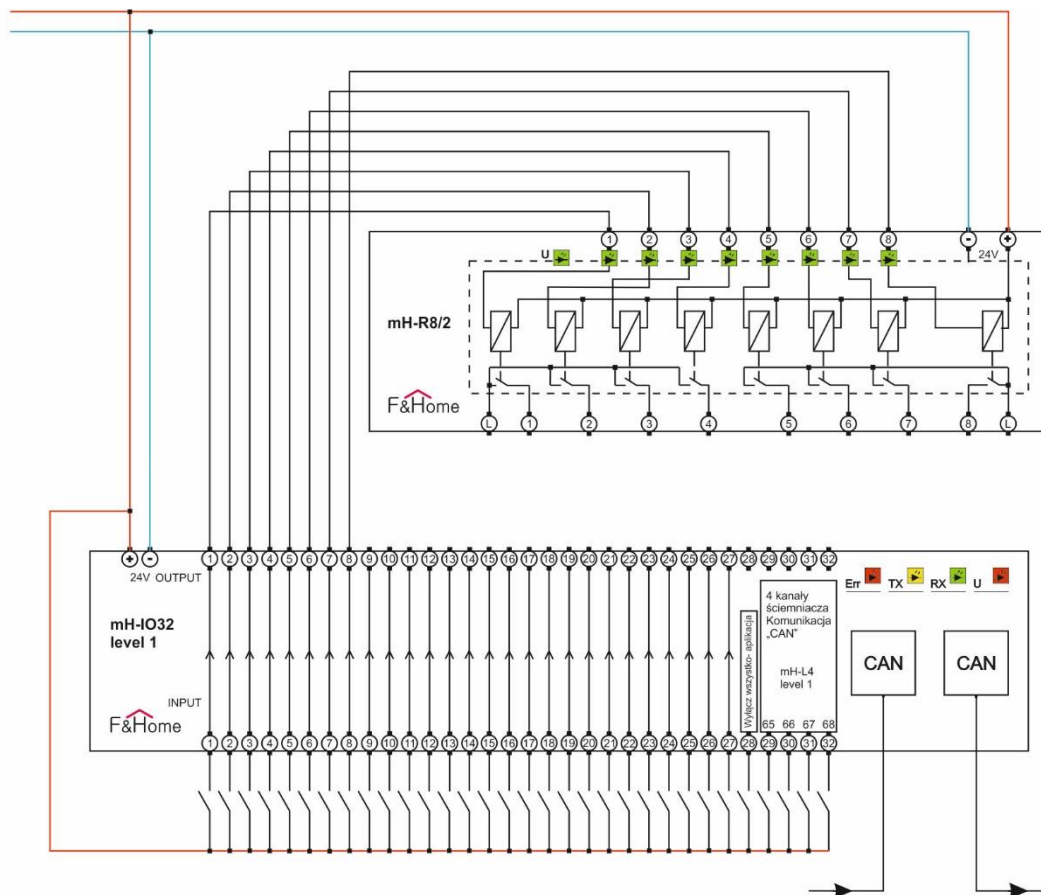 1 2 3 4 5 6 7 8 - +
U 24V
mH-R8/2
F&Home
L 1 2 3 4 5 6 7 8 L
+ - 1 2 3 4 5 6 7 8 9 10 11 12 13 14 15 16 17 18 19 20 21 22 23 24 25 26 27 28 29 30 31 32
24V OUTPUT
Err TX RX U
mH-IO32
level 1
4 kanały
ściemniacza
Komunikacja
„CAN”
mH-L4
level 1
Wyłącz wszystko- aplikacja
CAN CAN
INPUT
F&Home
65 66 67 68
1 2 3 4 5 6 7 8 9 10 11 12 13 14 15 16 17 18 19 20 21 22 23 24 25 26 27 28 29 30 31 32